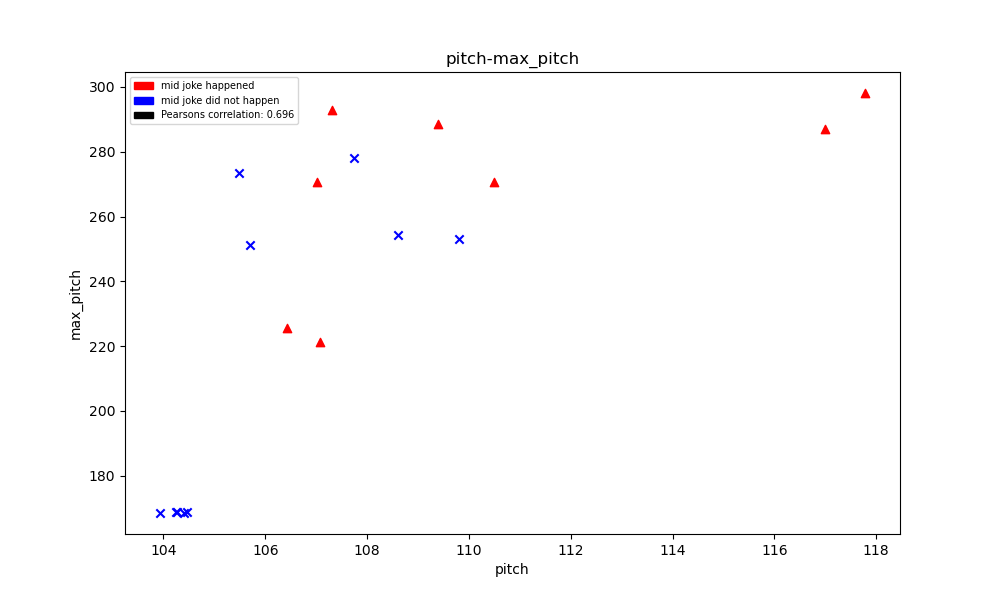 pitch-max_pitch
mid joke happened
mid joke did not happen
Pearsons correlation: 0.696
max_pitch
300
280
260
240
220
200
180
104 106 108 110 112 114 116 118
pitch